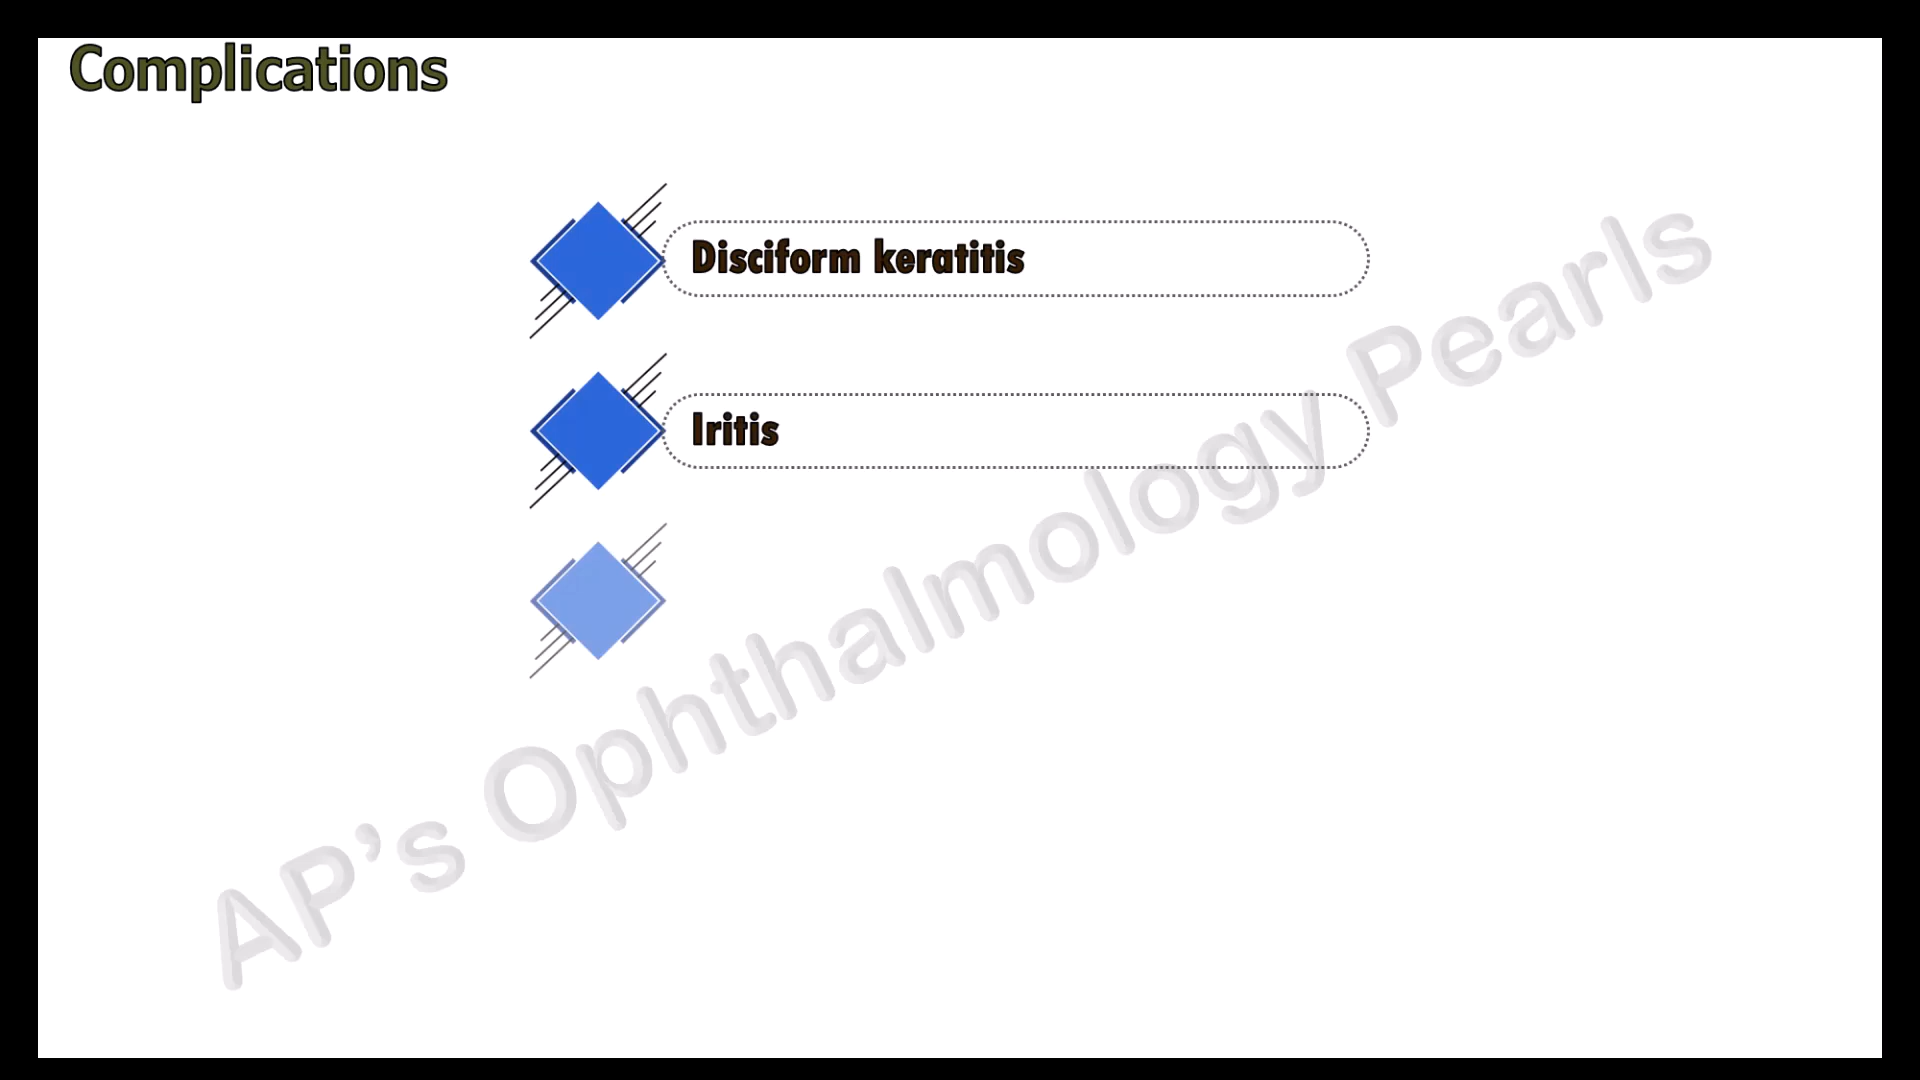 Complications
Disciform keratitis
Iritis
AP’s Ophthalmology Pearls